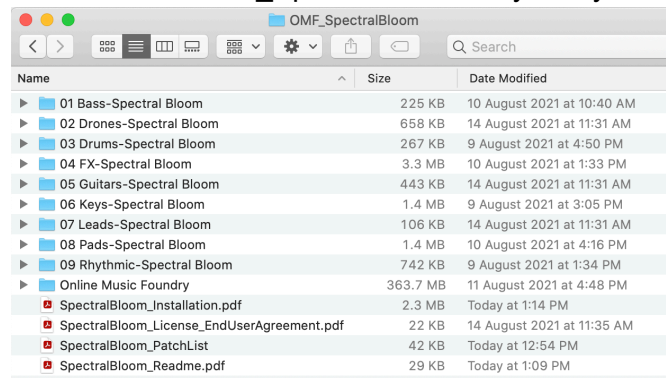 OMF_SpectralBloom
Search
Name Size Date Modified
01 Bass-Spectral Bloom 225 KB 10 August 2021 at 10:40 AM
02 Drones-Spectral Bloom 658 KB 14 August 2021 at 11:31 AM
03 Drums-Spectral Bloom 267 KB 9 August 2021 at 4:50 PM
04 FX-Spectral Bloom 3.3 MB 10 August 2021 at 1:33 PM
05 Guitars-Spectral Bloom 443 KB 14 August 2021 at 11:31 AM
06 Keys-Spectral Bloom 1.4 MB 9 August 2021 at 3:05 PM
07 Leads-Spectral Bloom 106 KB 14 August 2021 at 11:31 AM
08 Pads-Spectral Bloom 1.4 MB 10 August 2021 at 4:16 PM
09 Rhythmic-Spectral Bloom 742 KB 9 August 2021 at 1:34 PM
Online Music Foundry 363.7 MB 11 August 2021 at 4:48 PM
SpectralBloom_Installation.pdf 2.3 MB Today at 1:14 PM
SpectralBloom_License_EndUserAgreement.pdf 22 KB 14 August 2021 at 11:35 AM
SpectralBloom_PatchList 42 KB Today at 12:54 PM
SpectralBloom_Readme.pdf 29 KB Today at 1:09 PM